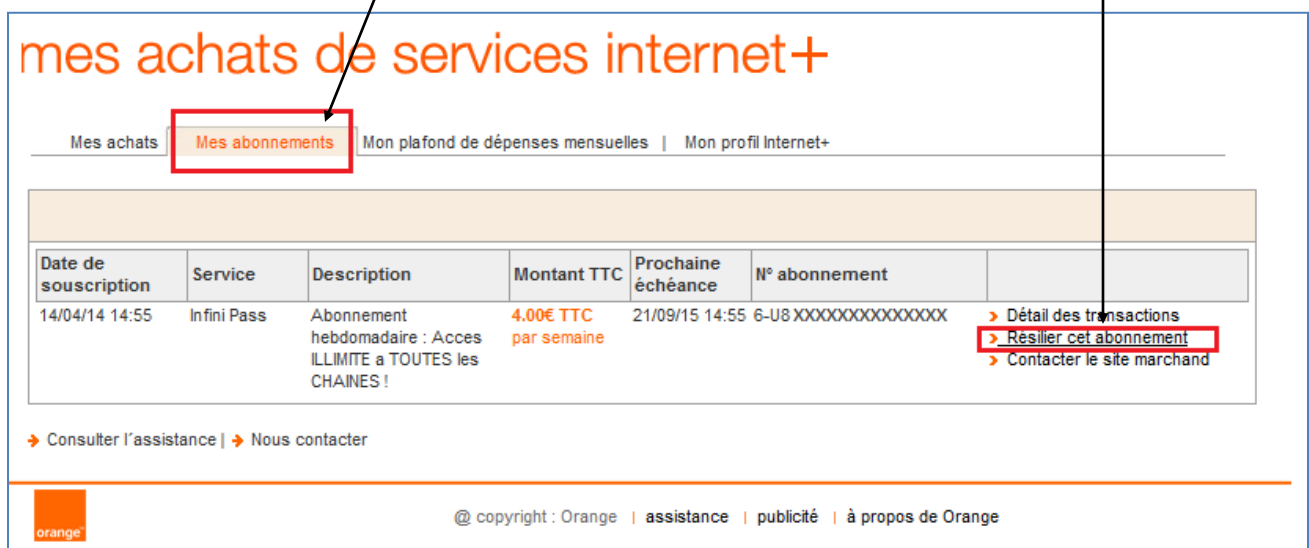 mes achats de services internet+
Mes achats | Mes abonnements | Mon plafond de dépenses mensuelles | Mon profil Internet+
Date de souscription Service Description Montant TTC Prochaine échéance N° abonnement
14/04/14 14:55 Infini Pass Abonnement 4.00€ TTC 21/09/15 14:55 6-U8 XXXXXXXXXXXXXX > Détail des transactions
hebdomadaire : Acces par semaine > Résilier cet abonnement
ILLIMITE a TOUTES les > Contacter le site marchand
CHAINES !
Consulter l´assistance | Nous contacter
orange™ @ copyright : Orange | assistance | publicité | à propos de Orange